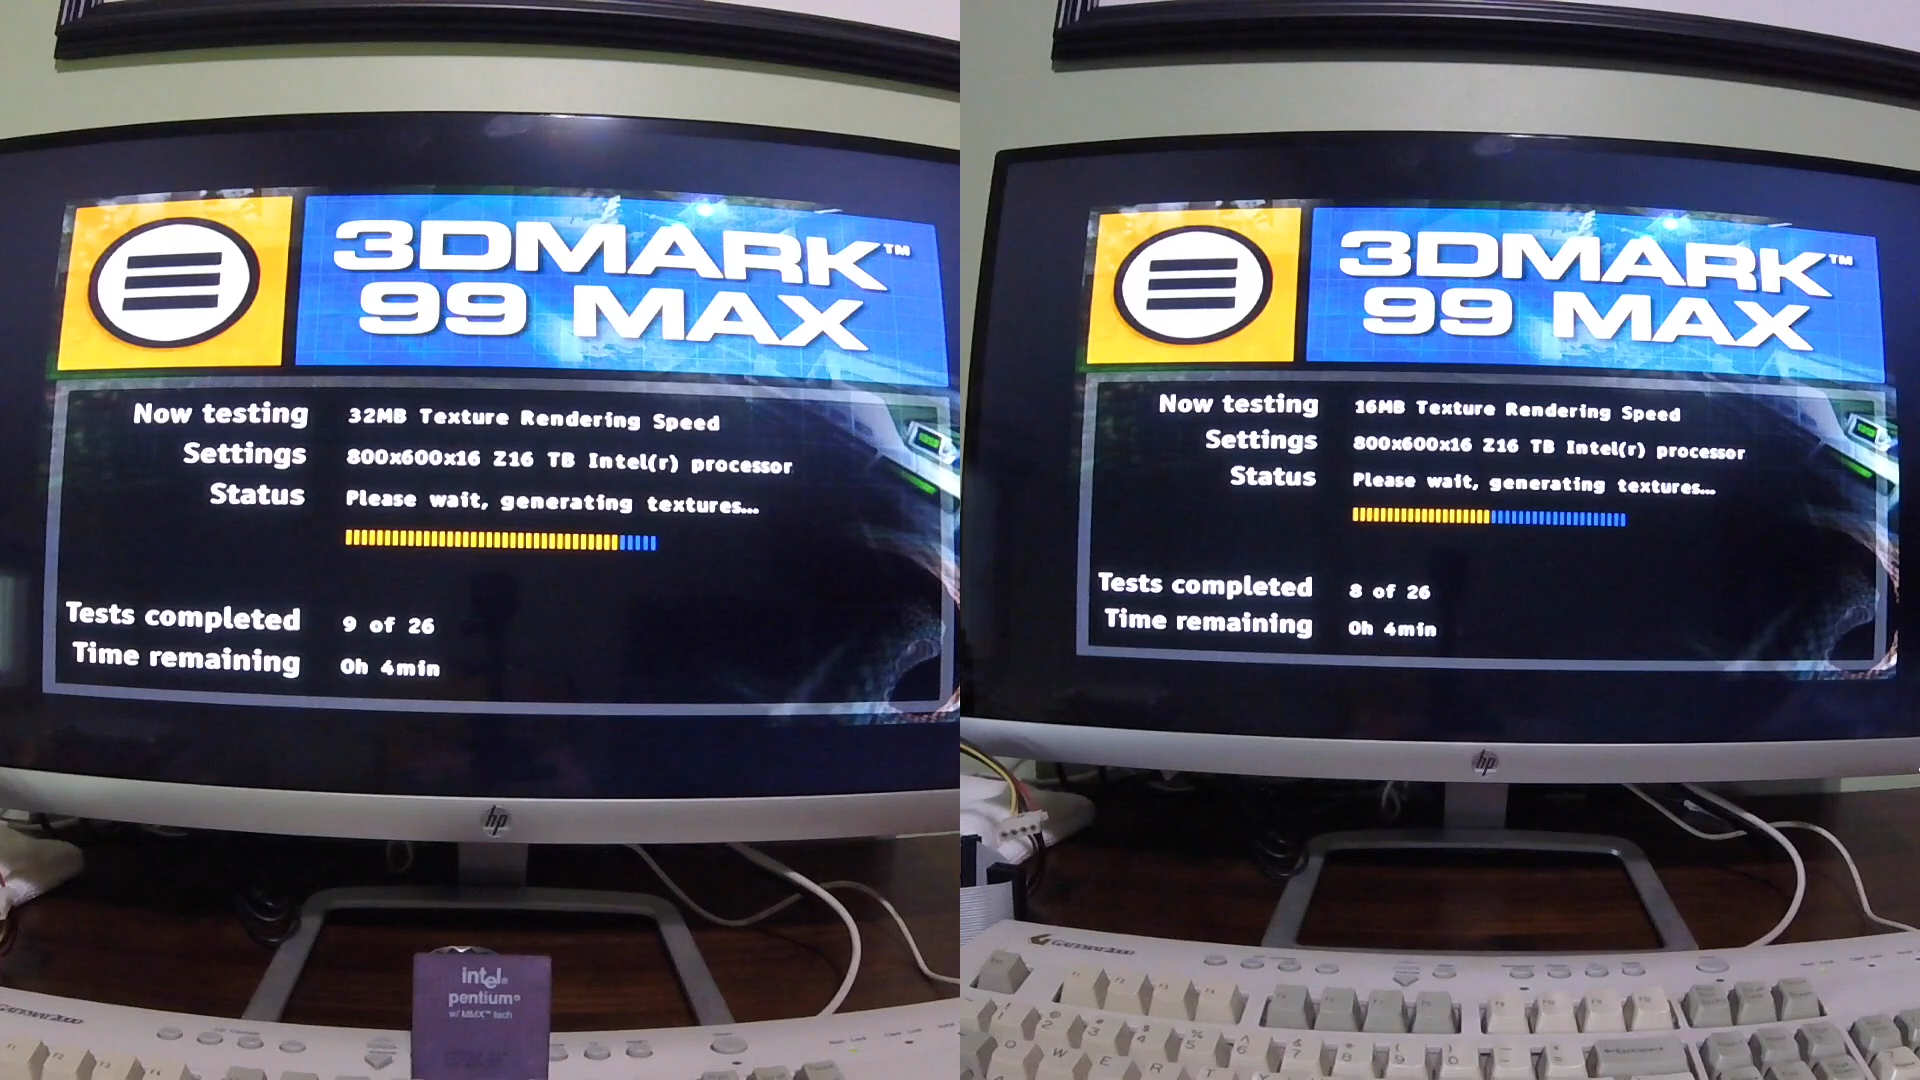 3DMARK™
99 MAX
Now testing 32MB Texture Rendering Speed
Settings 800x600x16 Z16 TB Intel(r) processor
Status Please wait, generating textures...
Tests completed 9 of 26
Time remaining 0h 4min
hp
intel®
pentium®
w/ MMX™ tech
3DMARK™
99 MAX
Now testing 16MB Texture Rendering Speed
Settings 800x600x16 Z16 TB Intel(r) processor
Status Please wait, generating textures...
Tests completed 8 of 26
Time remaining 0h 4min
hp
GATEWAY2000
Q W E R T Y